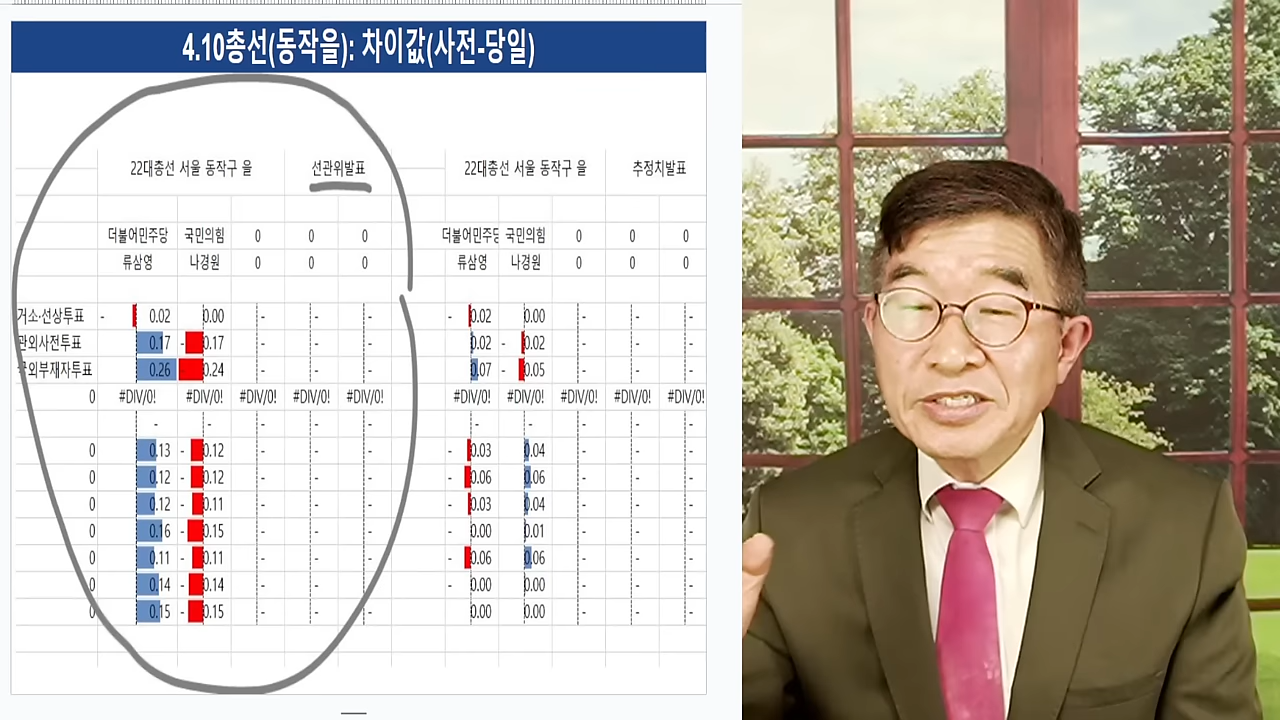 4.10총선(동작을): 차이값(사전-당일)
22대총선 서울 동작구 을 선관위발표 22대총선 서울 동작구 을 추정치발표
더불어민주당 국민의힘 0 0 0 더불어민주당 국민의힘 0 0 0
류삼영 나경원 0 0 0 류삼영 나경원 0 0 0
거소·선상투표 - 0.02 0.00 - - - - 0.02 0.00 - - -
관외사전투표 0.17 - 0.17 - - - 0.02 - 0.02 - - -
국외부재자투표 0.26 - 0.24 - - - 0.07 - 0.05 - - -
0 #DIV/0! #DIV/0! #DIV/0! #DIV/0! #DIV/0! #DIV/0! #DIV/0! #DIV/0! #DIV/0! #DIV/0!
- - - - - - - - - -
0 0.13 - 0.12 - - - - 0.03 0.04 - - -
0 0.12 - 0.12 - - - - 0.06 0.06 - - -
0 0.12 - 0.11 - - - - 0.03 0.04 - - -
0 0.16 - 0.15 - - - - 0.00 0.01 - - -
0 0.11 - 0.11 - - - - 0.06 0.06 - - -
0 0.14 - 0.14 - - - - 0.00 0.00 - - -
0 0.15 - 0.15 - - - - 0.00 0.00 - - -